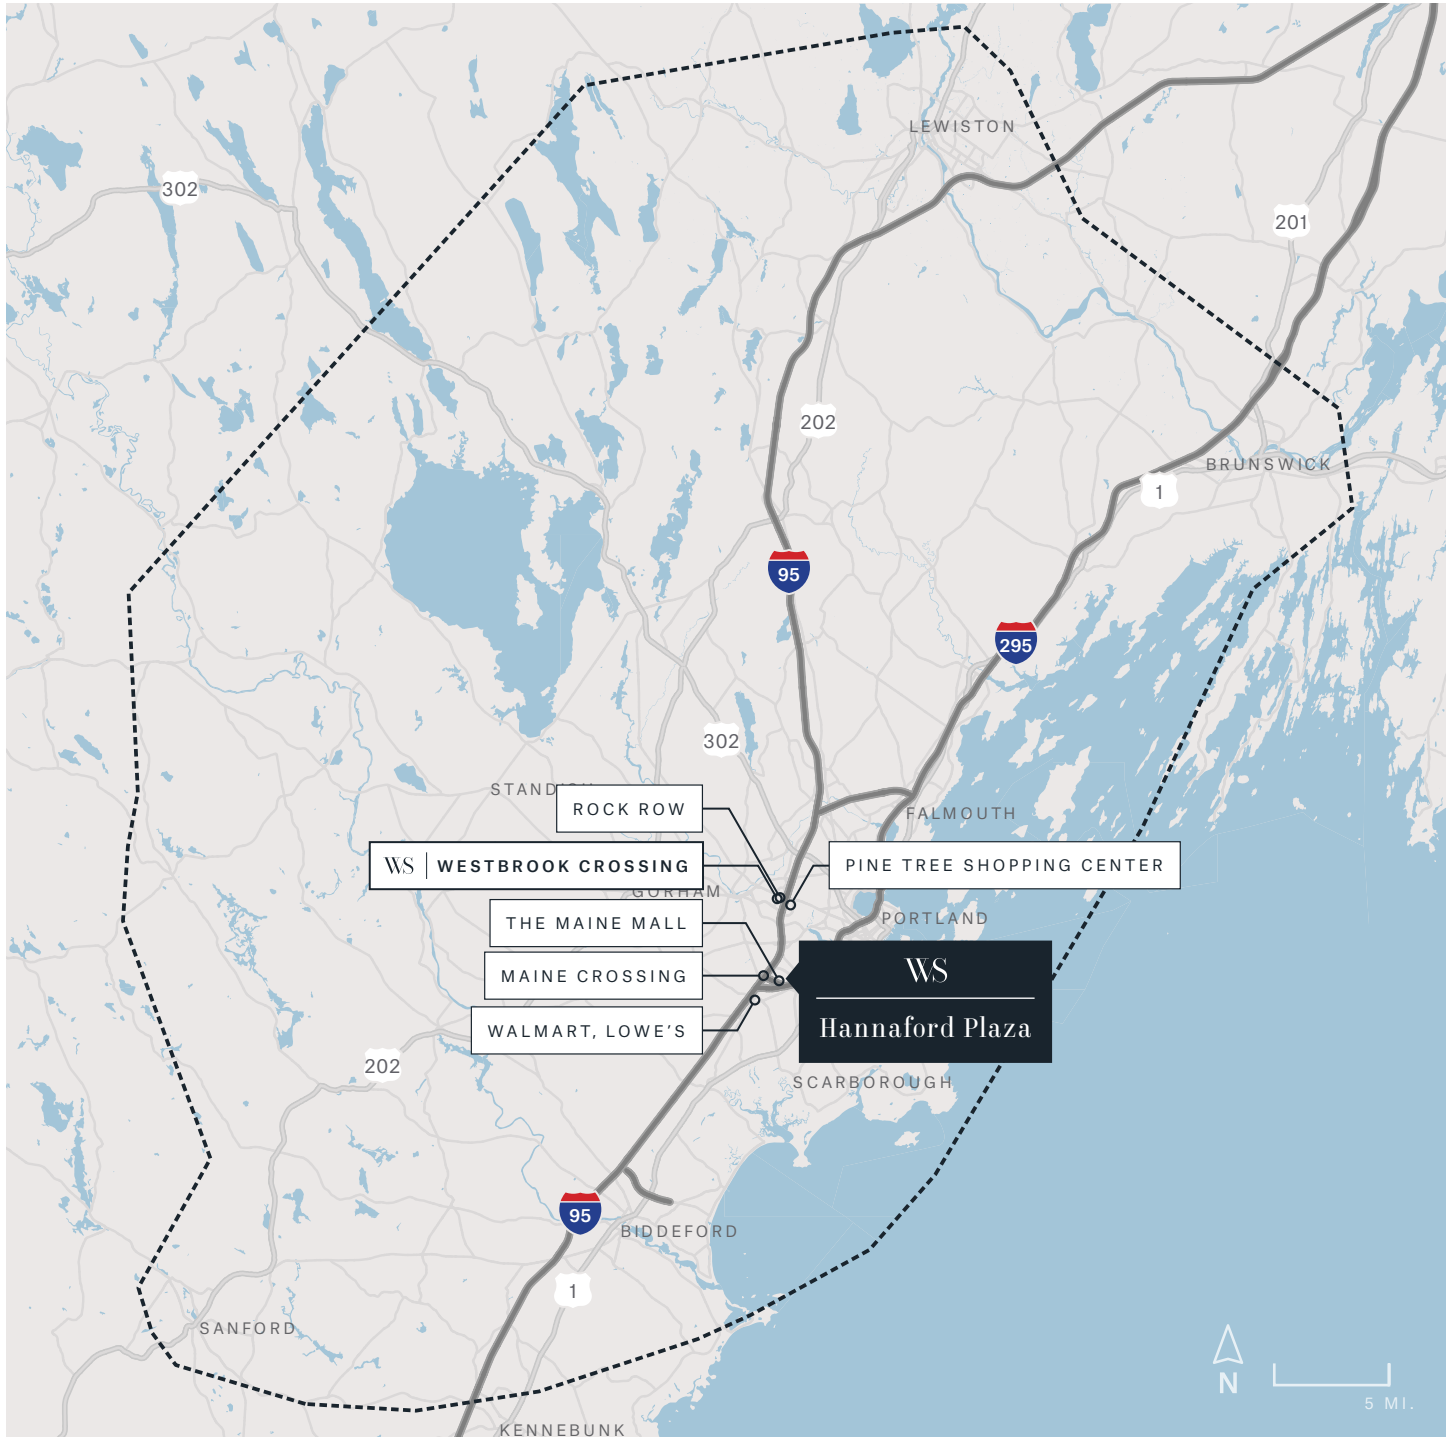 LEWISTON
302
201
202
BRUNSWICK
1
95
295
302
STANDISH
ROCK ROW
FALMOUTH
WS WESTBROOK CROSSING
PINE TREE SHOPPING CENTER
GORHAM
THE MAINE MALL
PORTLAND
MAINE CROSSING
WS
Hannaford Plaza
WALMART, LOWE'S
202
SCARBOROUGH
95
BIDDEFORD
1
SANFORD
N
5 MI.
KENNEBUNK